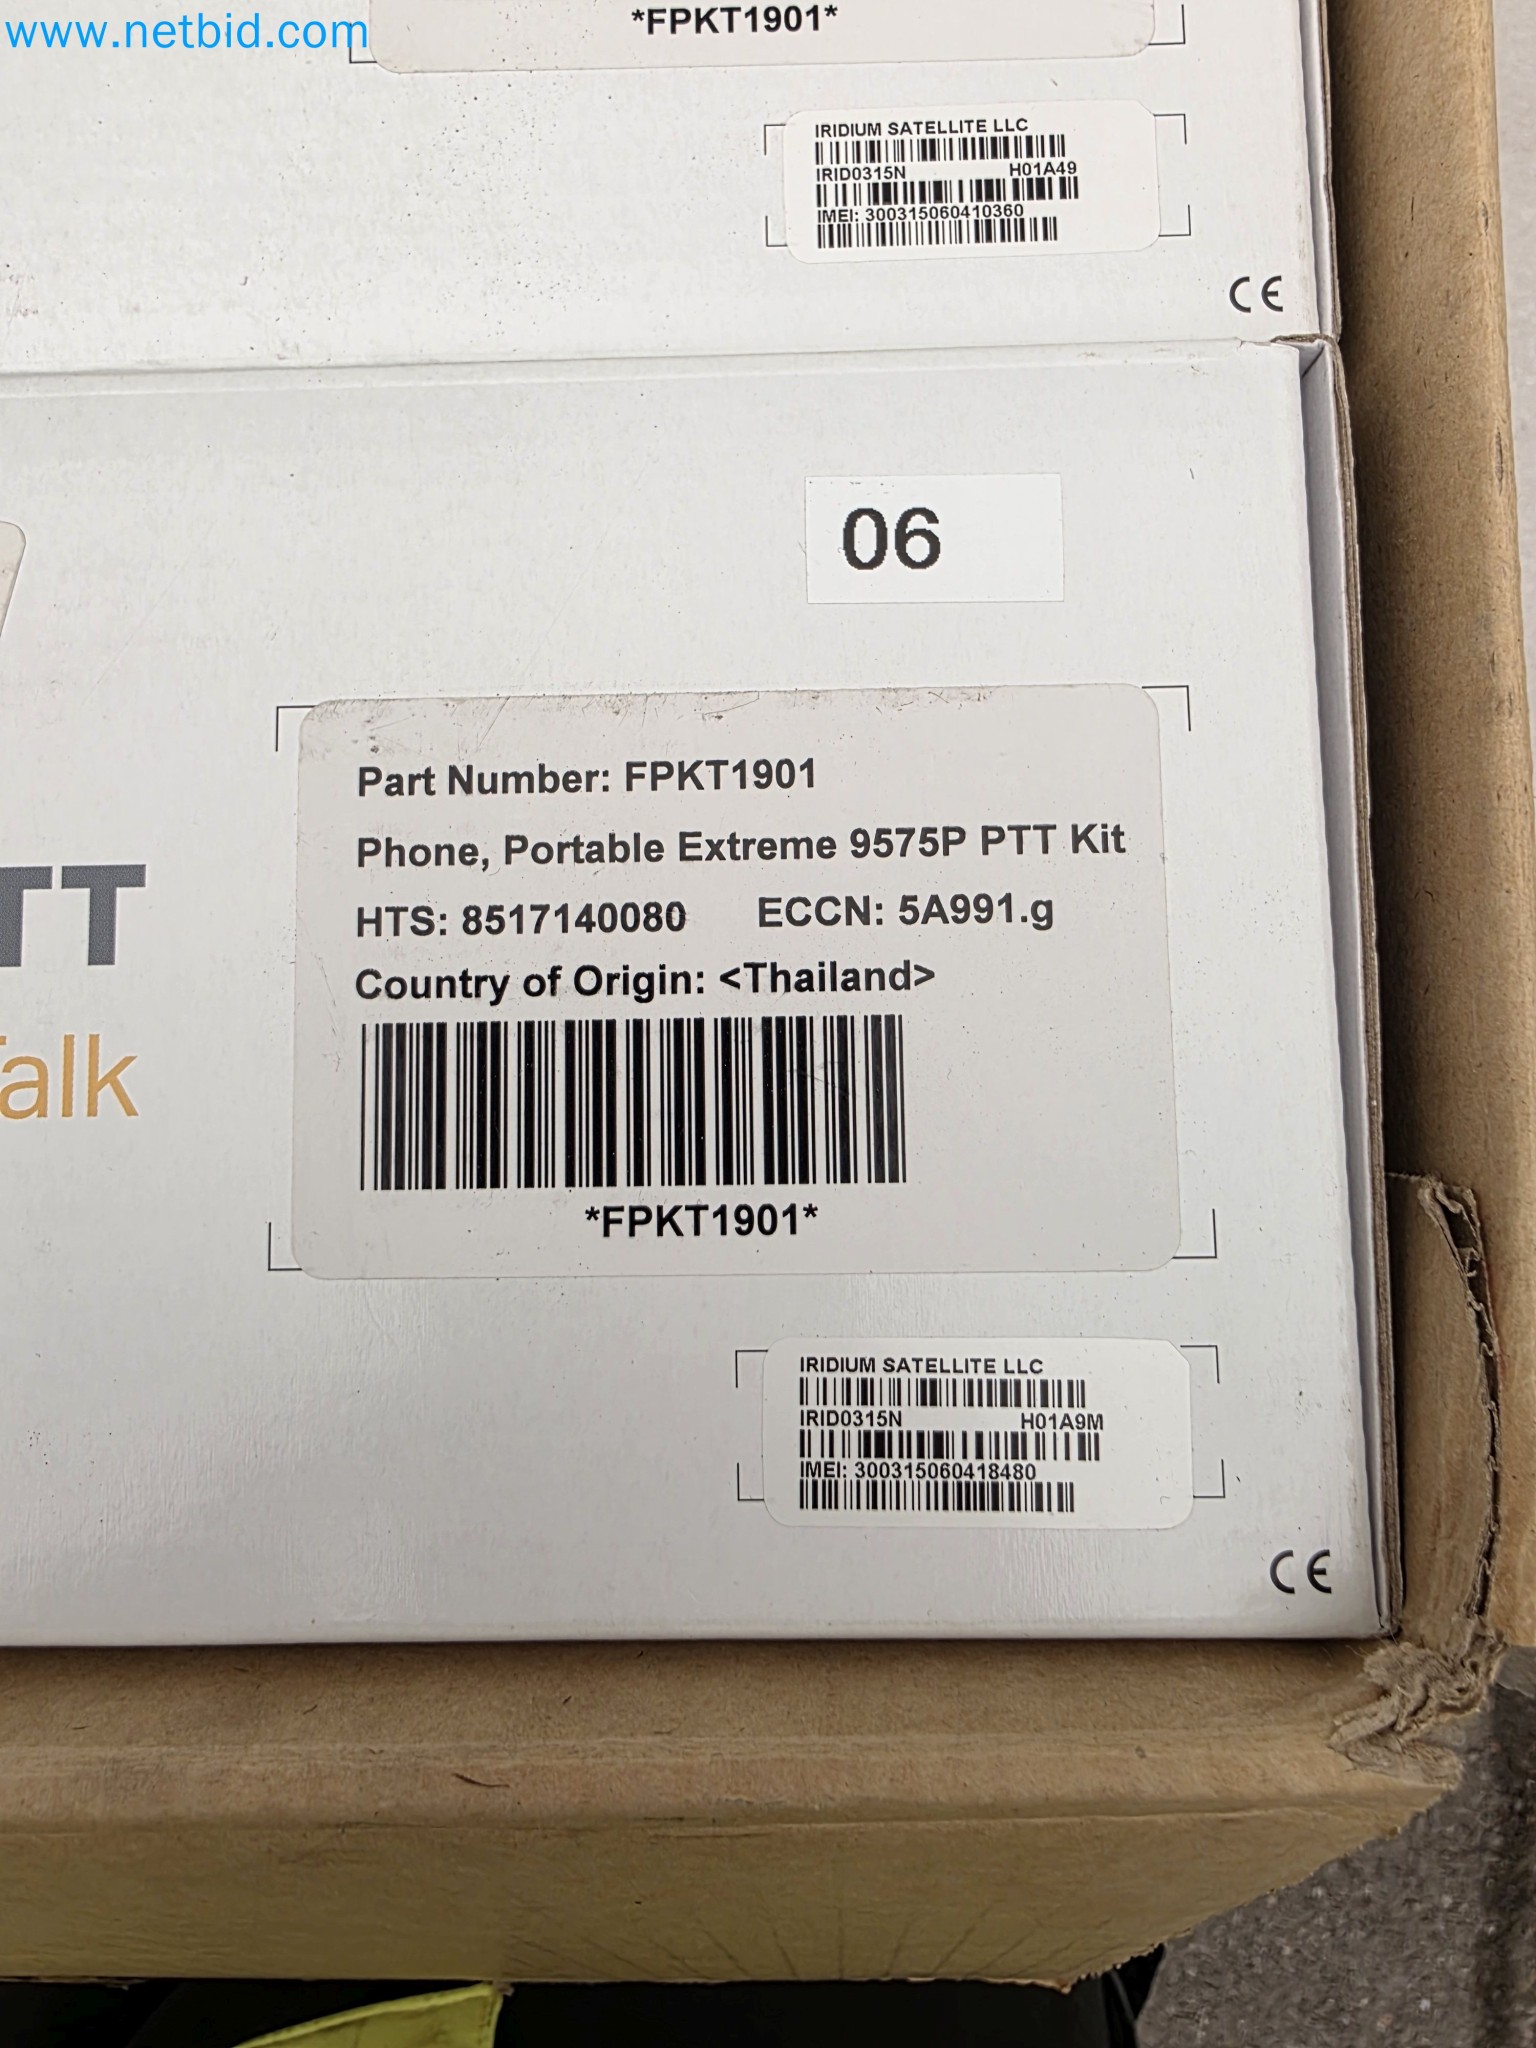 www.netbid.com
*FPKT1901*
IRIDIUM SATELLITE LLC
IRID0315N H01A49
IMEI: 300315060410360
CE
06
Part Number: FPKT1901
Phone, Portable Extreme 9575P PTT Kit
HTS: 8517140080 ECCN: 5A991.g
Country of Origin: <Thailand>
*FPKT1901*
TT
alk
IRIDIUM SATELLITE LLC
IRID0315N H01A9M
IMEI: 300315060418480
CE